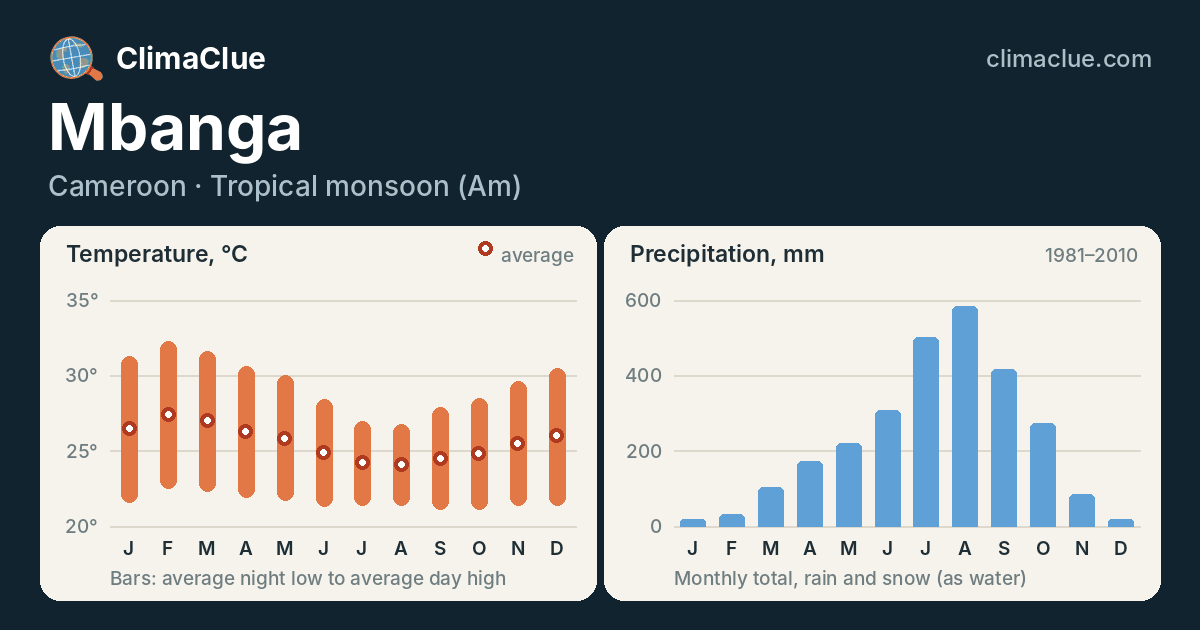 ClimaClue
climaclue.com
Mbanga
Cameroon · Tropical monsoon (Am)
Temperature, °C
average
35°
30°
25°
20°
J F M A M J J A S O N D
Bars: average night low to average day high
Precipitation, mm
1981–2010
600
400
200
0
J F M A M J J A S O N D
Monthly total, rain and snow (as water)